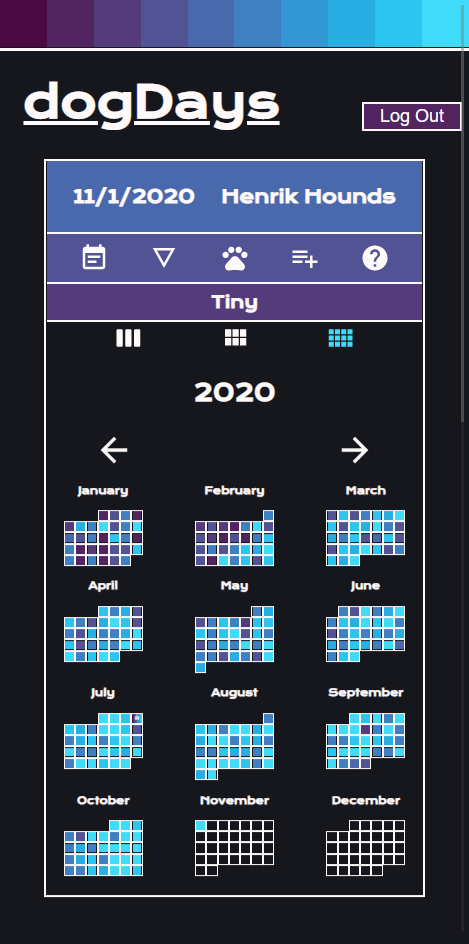 dogDays
Log Out
11/1/2020 Henrik Hounds
Tiny
2020
January February March
April May June
July August September
October November December